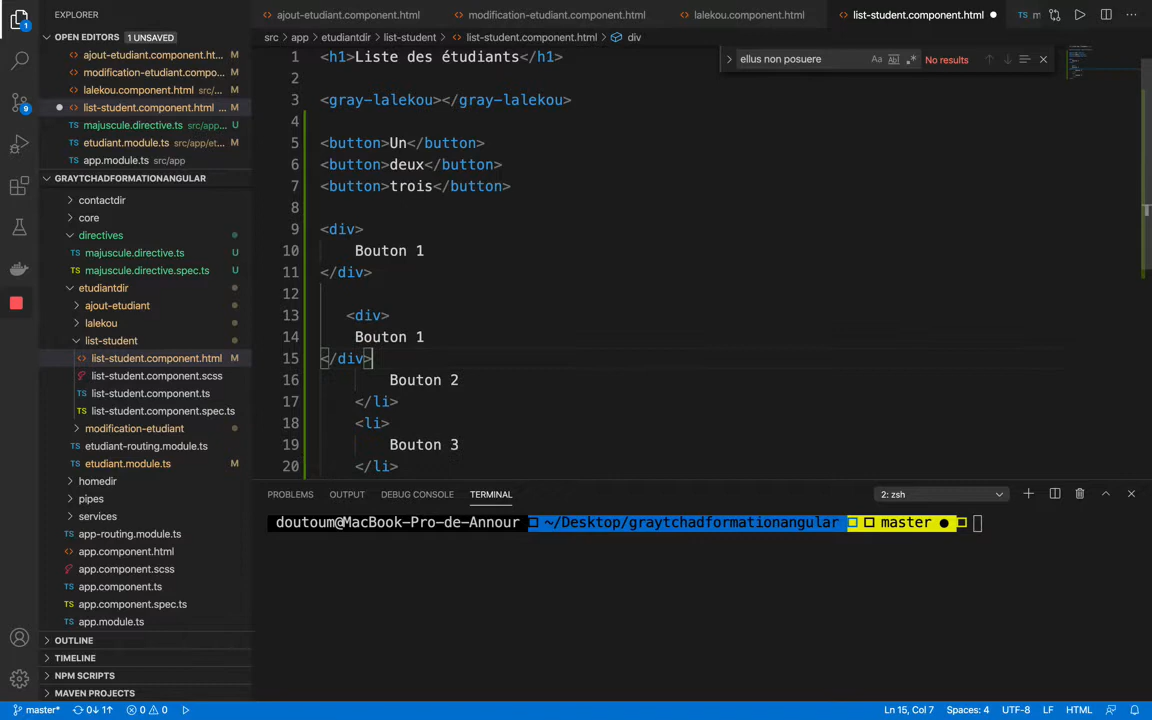 EXPLORER
OPEN EDITORS 1 UNSAVED
ajout-etudiant.component.ht... M
modification-etudiant.compo... M
lalekou.component.html src/... M
list-student.component.html ... M
majuscule.directive.ts src/app... U
etudiant.module.ts src/app/et... M
app.module.ts src/app
GRAYTCHADFORMATIONANGULAR
contactdir
core
directives
majuscule.directive.ts U
majuscule.directive.spec.ts U
etudiantdir
ajout-etudiant
lalekou
list-student
list-student.component.html M
list-student.component.scss
list-student.component.ts
list-student.component.spec.ts
modification-etudiant
etudiant-routing.module.ts
etudiant.module.ts M
homedir
pipes
services
app-routing.module.ts
app.component.html
app.component.scss
app.component.ts
app.component.spec.ts
app.module.ts
OUTLINE
TIMELINE
NPM SCRIPTS
MAVEN PROJECTS
9
1
ajout-etudiant.component.html modification-etudiant.component.html lalekou.component.html list-student.component.html TS m
src > app > etudiantdir > list-student > list-student.component.html > div
ellus non posuere Aa Ab .* No results
1 <h1>Liste des étudiants</h1>
2
3 <gray-lalekou></gray-lalekou>
4
5 <button>Un</button>
6 <button>deux</button>
7 <button>trois</button>
8
9 <div>
10 Bouton 1
11 </div>
12
13 <div>
14 Bouton 1
15 </div>
16 Bouton 2
17 </li>
18 <li>
19 Bouton 3
20 </li>
PROBLEMS OUTPUT DEBUG CONSOLE TERMINAL 2: zsh
doutoum@MacBook-Pro-de-Annour ~/Desktop/graytchadformationangular master ●
master* 0↓ 1↑ 0 0 Ln 15, Col 7 Spaces: 4 UTF-8 LF HTML